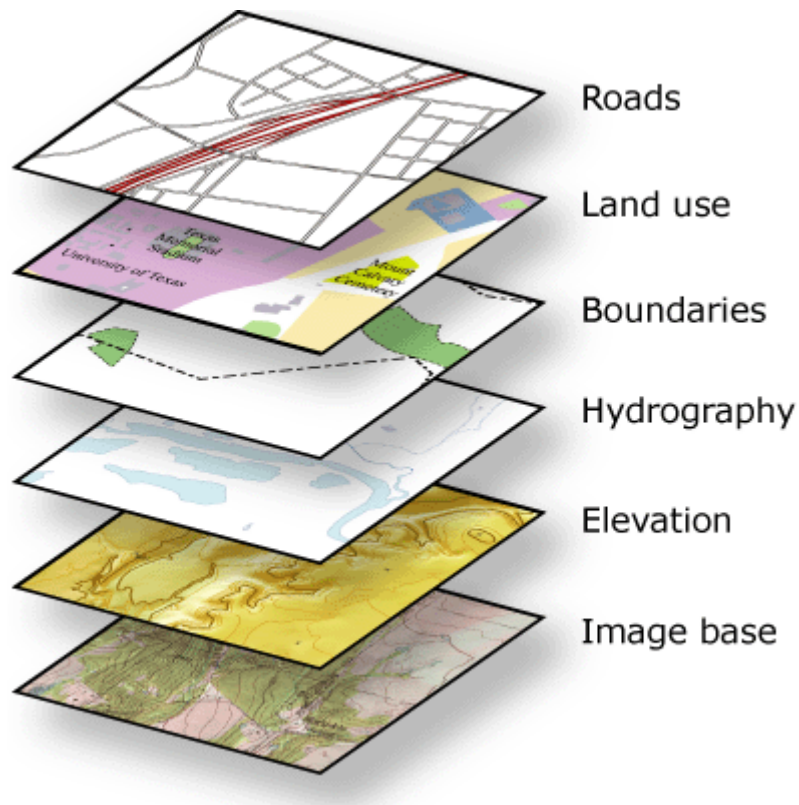 Roads
Land use
Texas
Memorial
Stadium
University of Texas
Mount
Calvary
Cemetery
Boundaries
Hydrography
Elevation
Image base